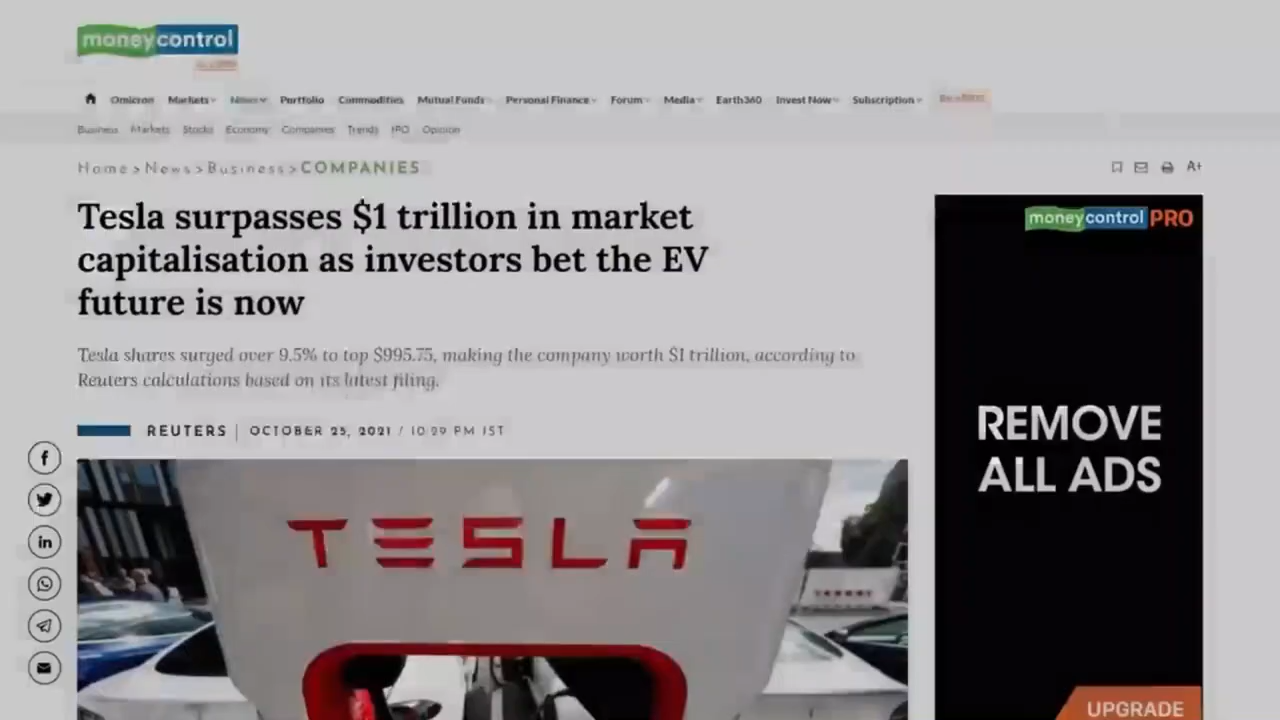 moneycontrol
Omicron Markets News Portfolio Commodities Mutual Funds Personal Finance Forum Media Earth360 Invest Now Subscription
Business Markets Stocks Economy Companies Trends IPO Opinion
Home > News > Business > COMPANIES
A+
Tesla surpasses $1 trillion in market
capitalisation as investors bet the EV
future is now
Tesla shares surged over 9.5% to top $995.75, making the company worth $1 trillion, according to
Reuters calculations based on its latest filing.
REUTERS | OCTOBER 25, 2021 / 10:29 PM IST
TESLA
TESLA
moneycontrol PRO
REMOVE
ALL ADS
UPGRADE